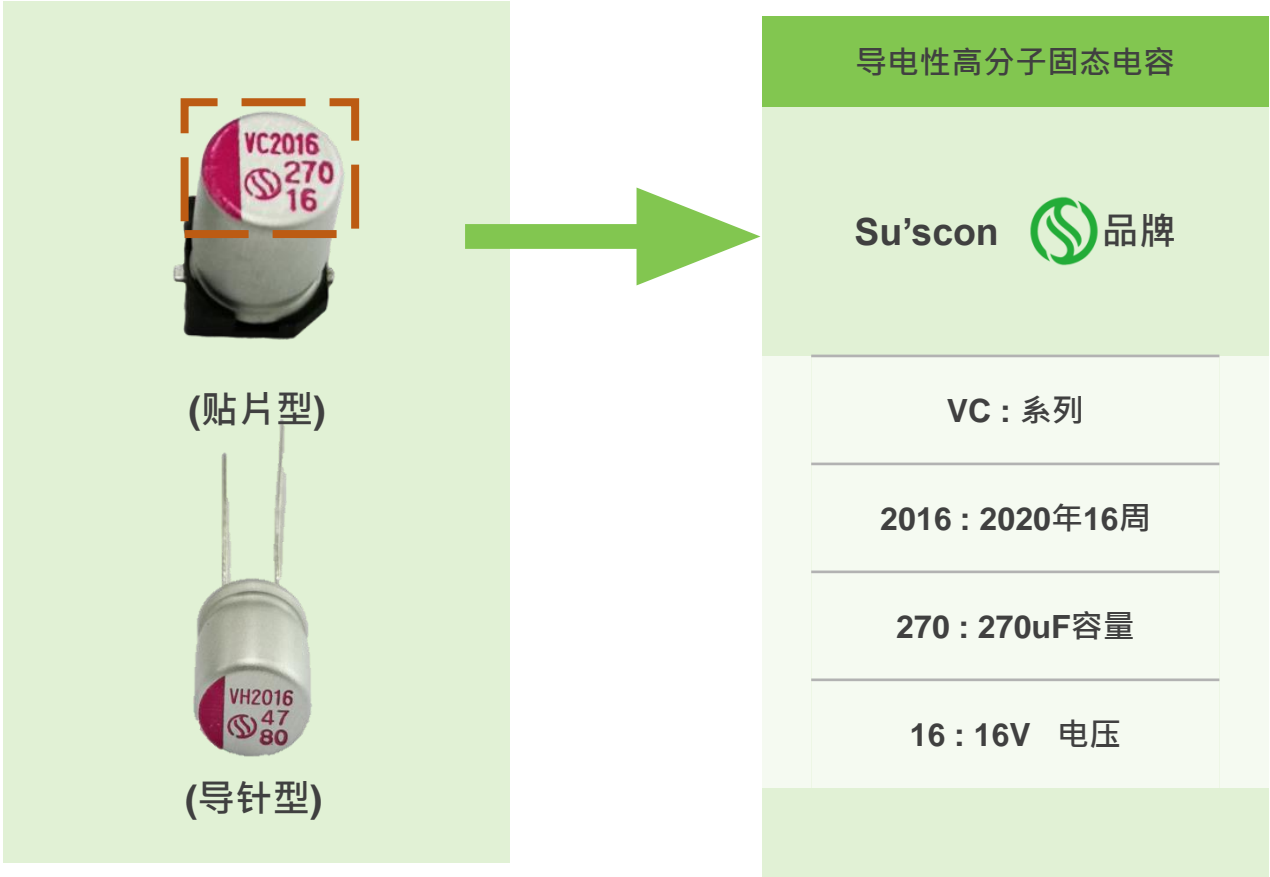 VC2016
270
16
(贴片型)
VH2016
47
80
(导针型)
导电性高分子固态电容
Su’scon 品牌
VC : 系列
2016 : 2020年16周
270 : 270uF容量
16 : 16V 电压